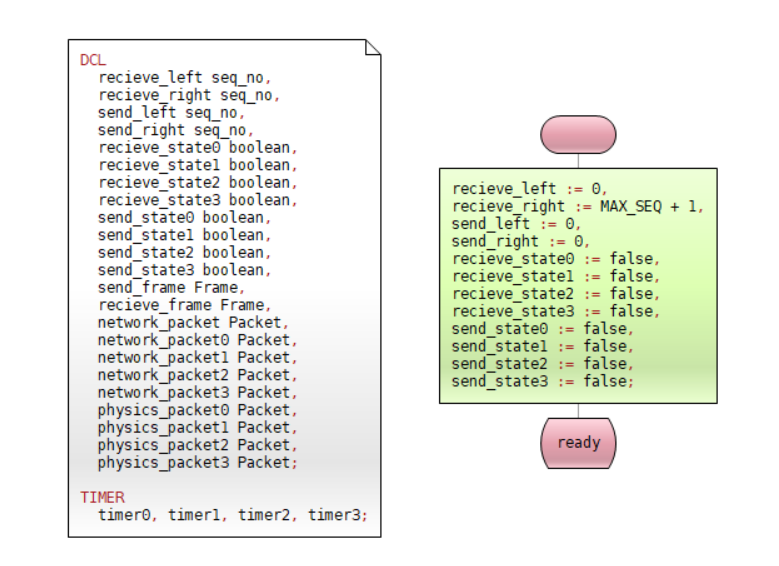 DCL
recieve_left seq_no,
recieve_right seq_no,
send_left seq_no,
send_right seq_no,
recieve_state0 boolean,
recieve_state1 boolean,
recieve_state2 boolean,
recieve_state3 boolean,
send_state0 boolean,
send_state1 boolean,
send_state2 boolean,
send_state3 boolean,
send_frame Frame,
recieve_frame Frame,
network_packet Packet,
network_packet0 Packet,
network_packet1 Packet,
network_packet2 Packet,
network_packet3 Packet,
physics_packet0 Packet,
physics_packet1 Packet,
physics_packet2 Packet,
physics_packet3 Packet;
TIMER
timer0, timer1, timer2, timer3;
recieve_left := 0,
recieve_right := MAX_SEQ + 1,
send_left := 0,
send_right := 0,
recieve_state0 := false,
recieve_state1 := false,
recieve_state2 := false,
recieve_state3 := false,
send_state0 := false,
send_state1 := false,
send_state2 := false,
send_state3 := false;
ready